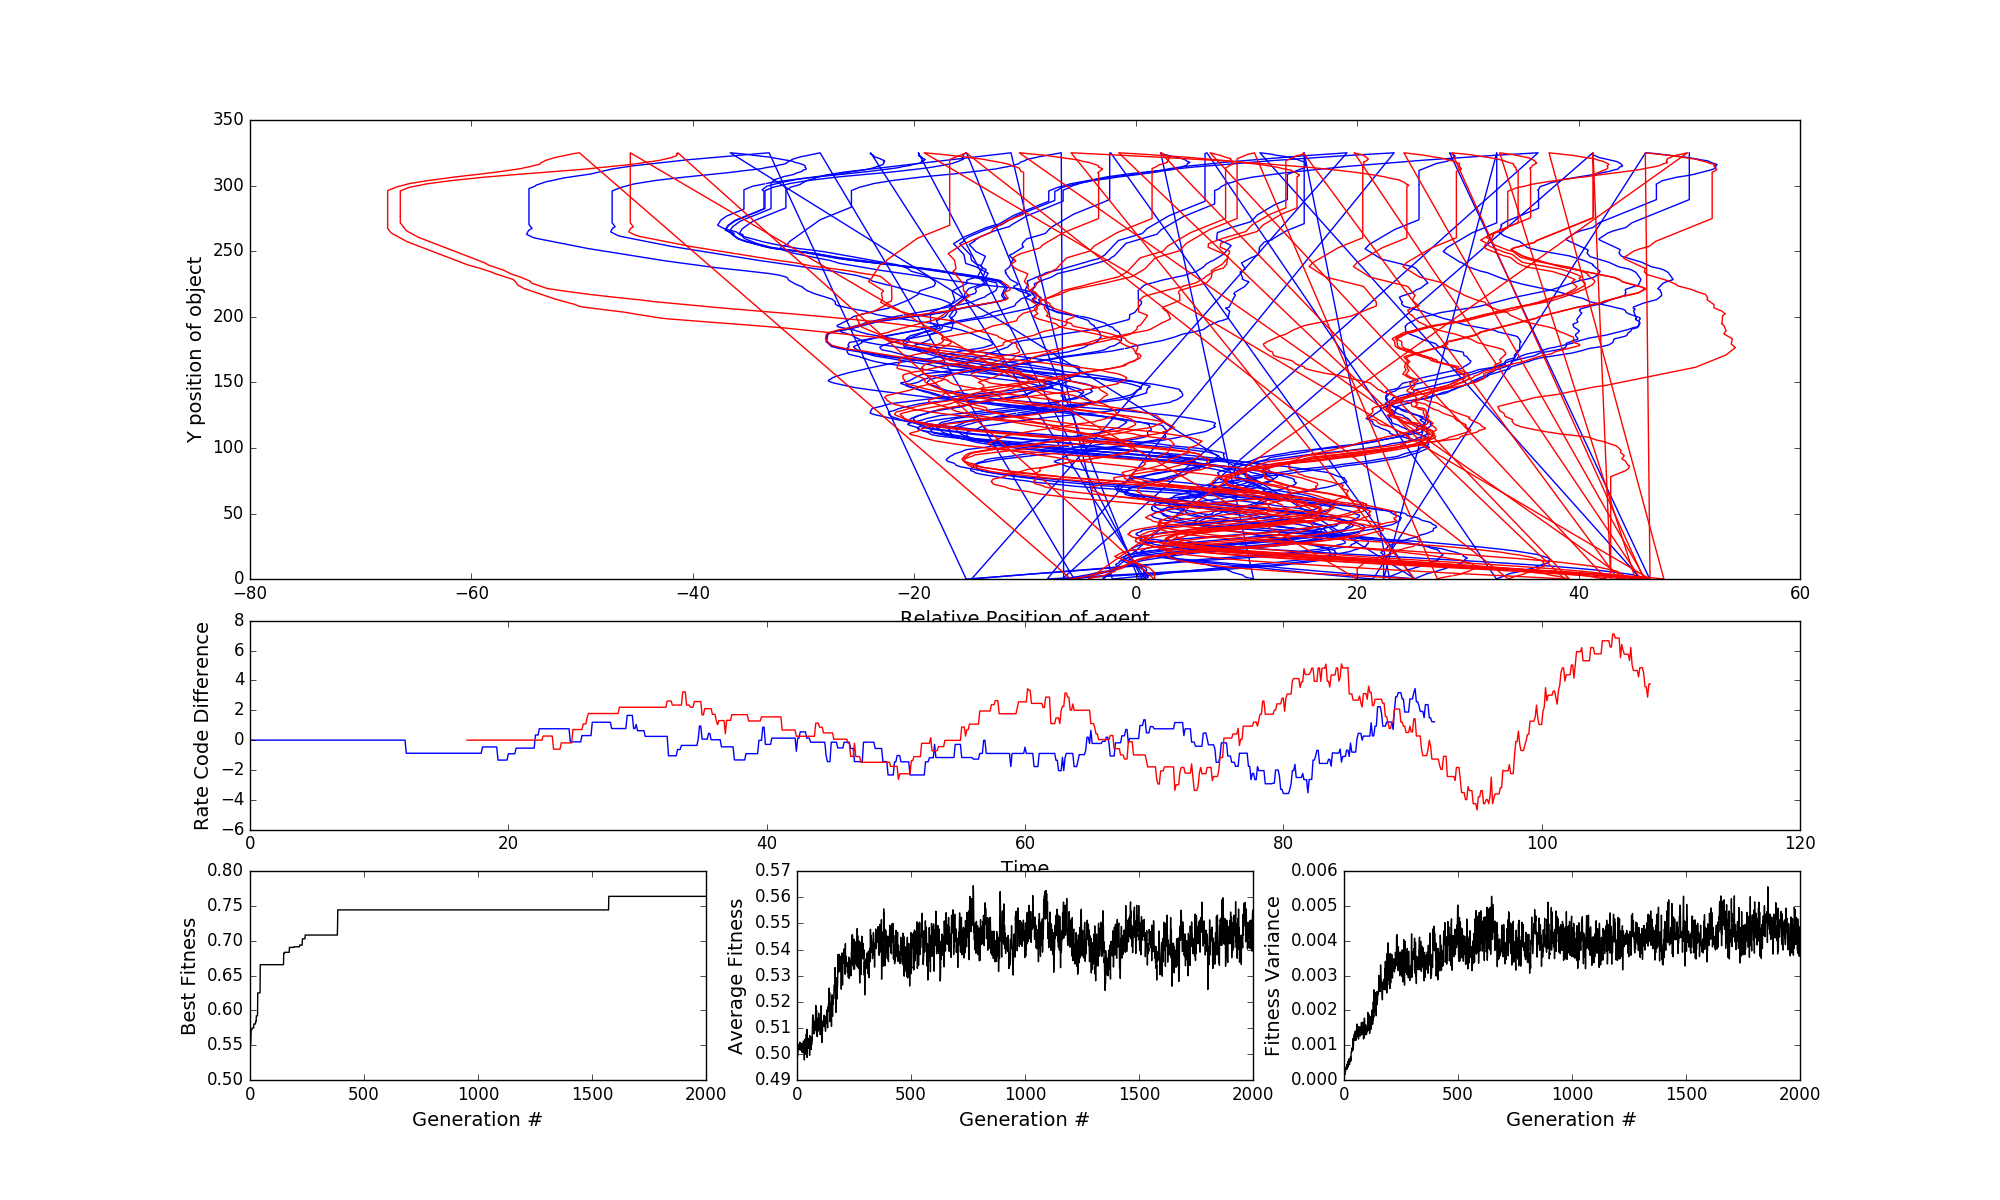 350
300
250
200
150
100
50
0
Y position of object
−80 −60 −40 −20 0 20 40 60
Relative Position of agent
8
6
4
2
0
−2
−4
−6
Rate Code Difference
0 20 40 60 80 100 120
Time
0.80
0.75
0.70
0.65
0.60
0.55
0.50
Best Fitness
0 500 1000 1500 2000
Generation #
0.57
0.56
0.55
0.54
0.53
0.52
0.51
0.50
0.49
Average Fitness
0 500 1000 1500 2000
Generation #
0.006
0.005
0.004
0.003
0.002
0.001
0.000
Fitness Variance
0 500 1000 1500 2000
Generation #